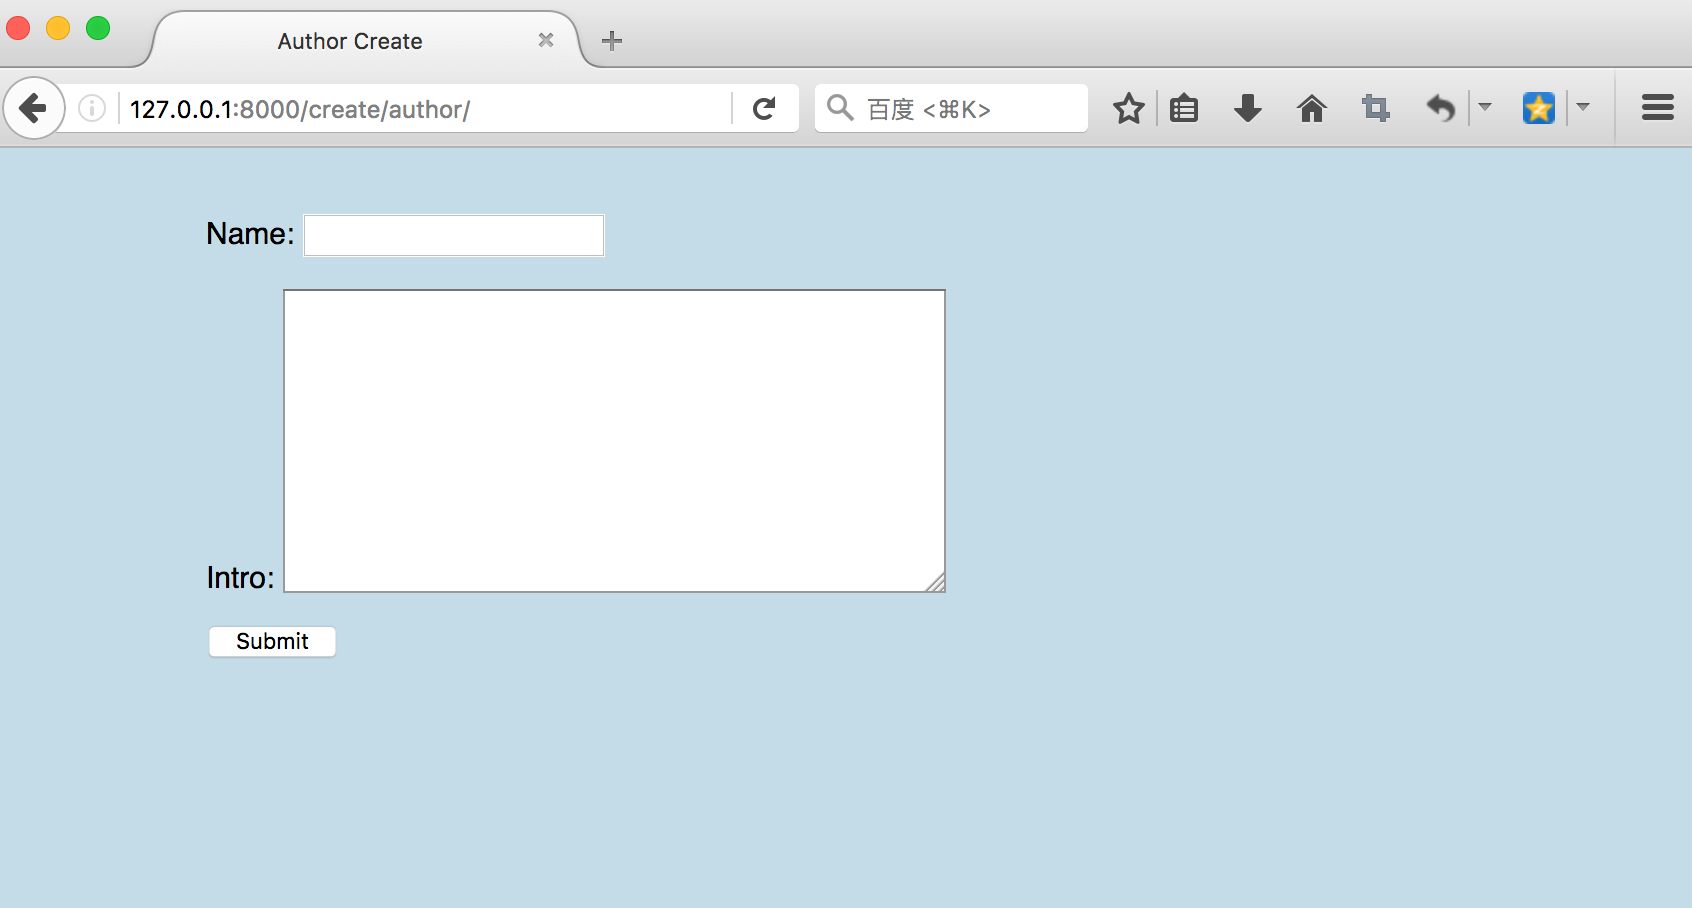 Author Create
127.0.0.1:8000/create/author/
百度 <⌘K>
Name:
Intro:
Submit